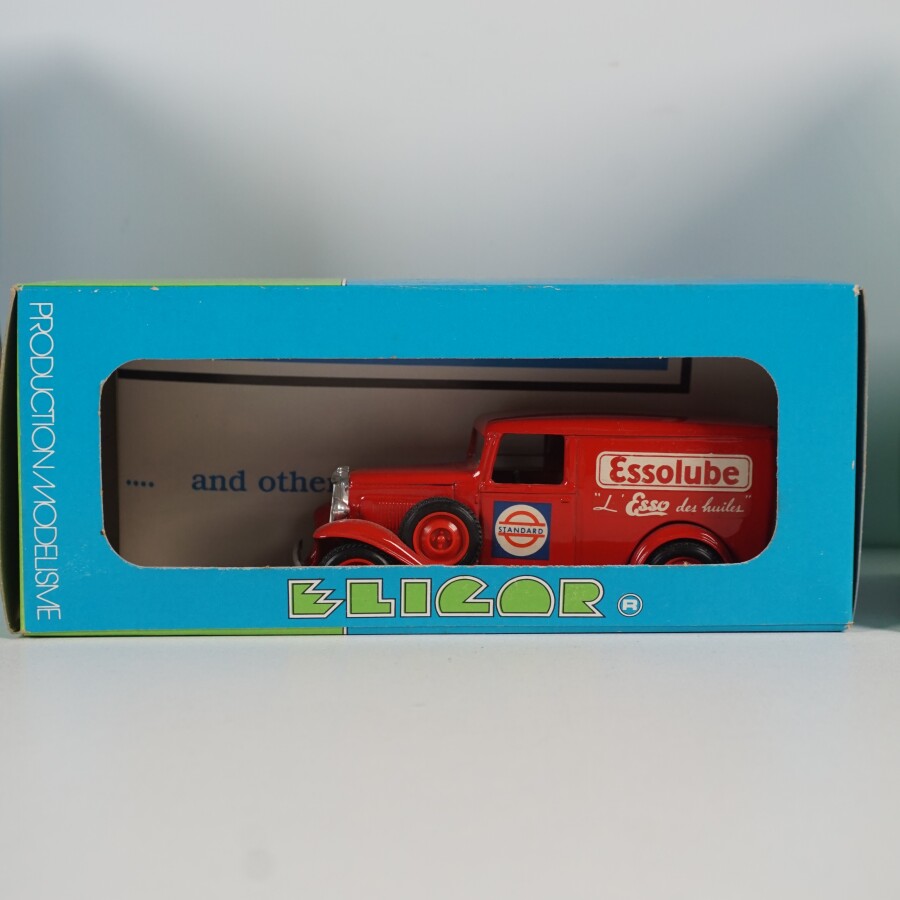 PRODUCTION MODELISME
.... and othe
Essolube
"L'Esso des huiles"
STANDARD
ELIGOR ®